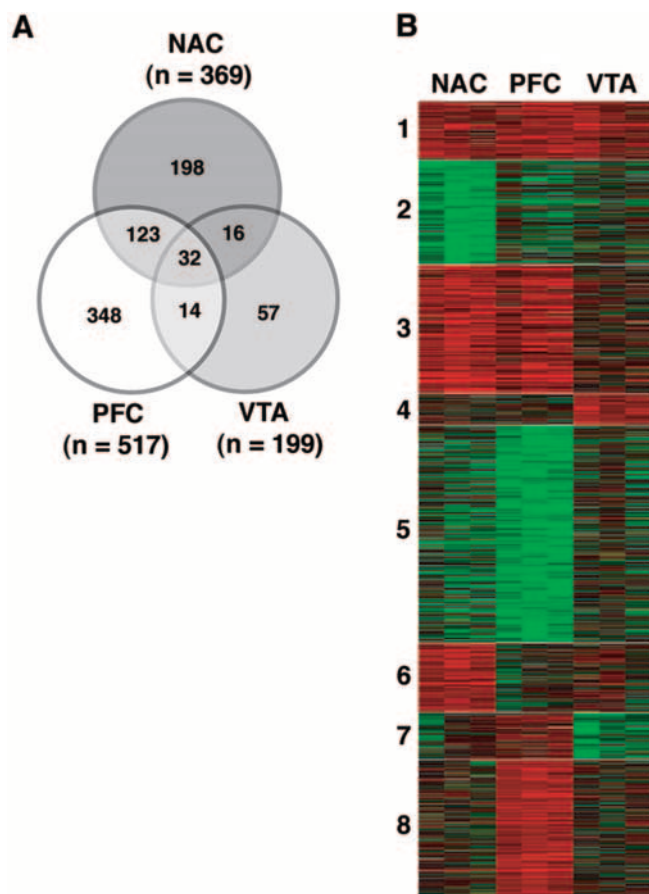 A
B
NAC
(n = 369)
NAC PFC VTA
198
123
16
32
348
14
57
PFC
(n = 517)
VTA
(n = 199)
1
2
3
4
5
6
7
8